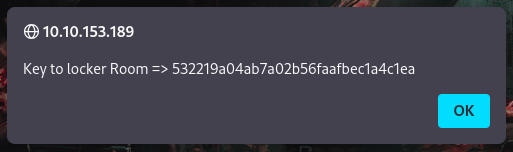 10.10.153.189
Key to locker Room => 532219a04ab7a02b56faafbec1a4c1ea
OK